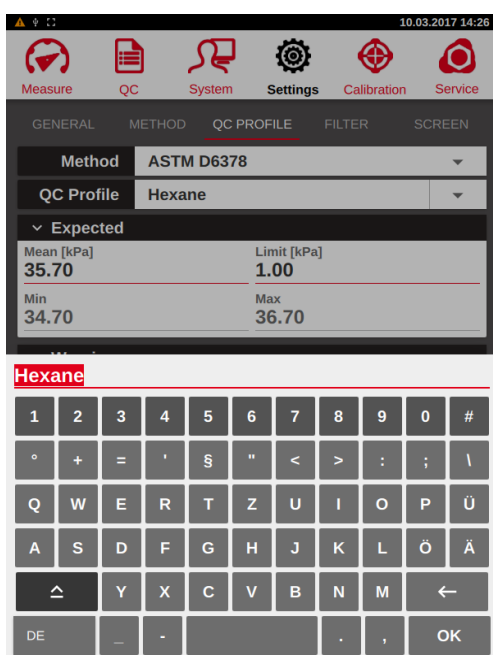 10.03.2017 14:26
Measure QC System Settings Calibration Service
GENERAL METHOD QC PROFILE FILTER SCREEN
Method ASTM D6378
QC Profile Hexane
Expected
Mean [kPa] Limit [kPa]
35.70 1.00
Min Max
34.70 36.70
Hexane
1 2 3 4 5 6 7 8 9 0 #
° + = ' § " < > : ; \
Q W E R T Z U I O P Ü
A S D F G H J K L Ö Ä
Y X C V B N M
DE _ - . , OK